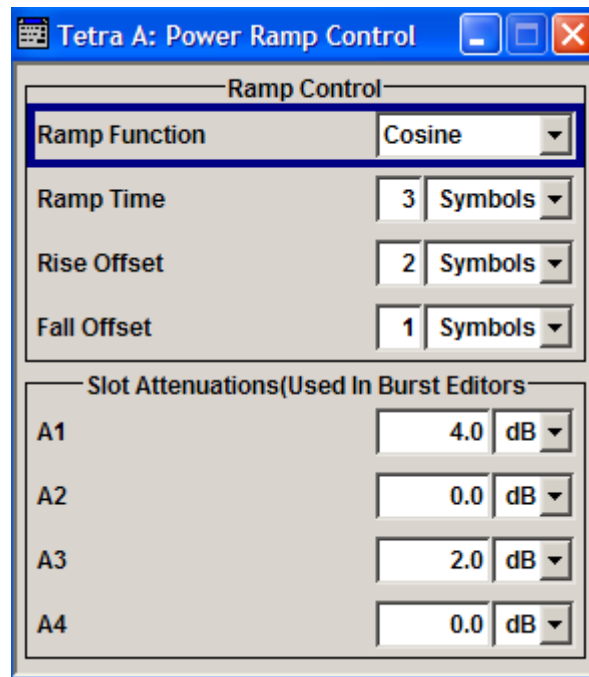 Tetra A: Power Ramp Control
Ramp Control
Ramp Function Cosine
Ramp Time 3 Symbols
Rise Offset 2 Symbols
Fall Offset 1 Symbols
Slot Attenuations(Used In Burst Editors
A1 4.0 dB
A2 0.0 dB
A3 2.0 dB
A4 0.0 dB